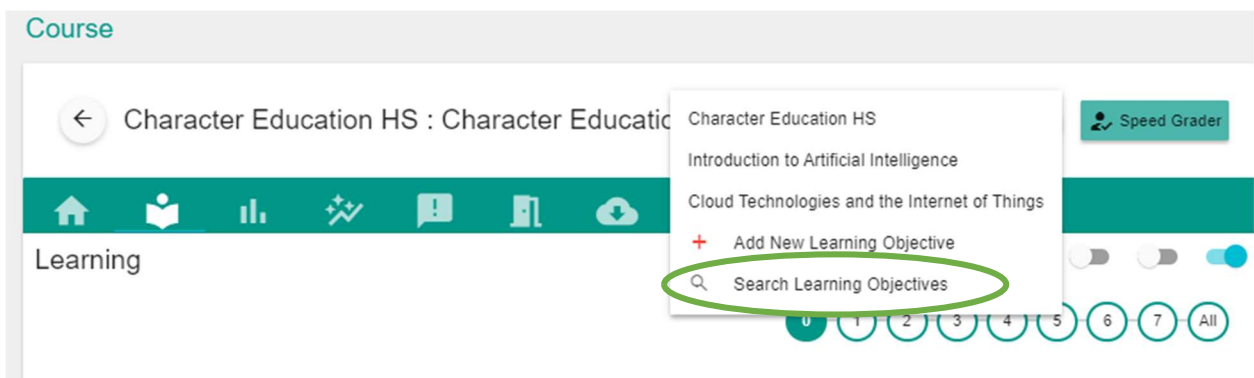 Course
Character Education HS : Character
Speed Grader
Character Education HS
Introduction to Artificial Intelligence
Cloud Technologies and the Internet of Things
+ Add New Learning Objective
Search Learning Objectives
Learning
0 1 2 3 4 5 6 7 All